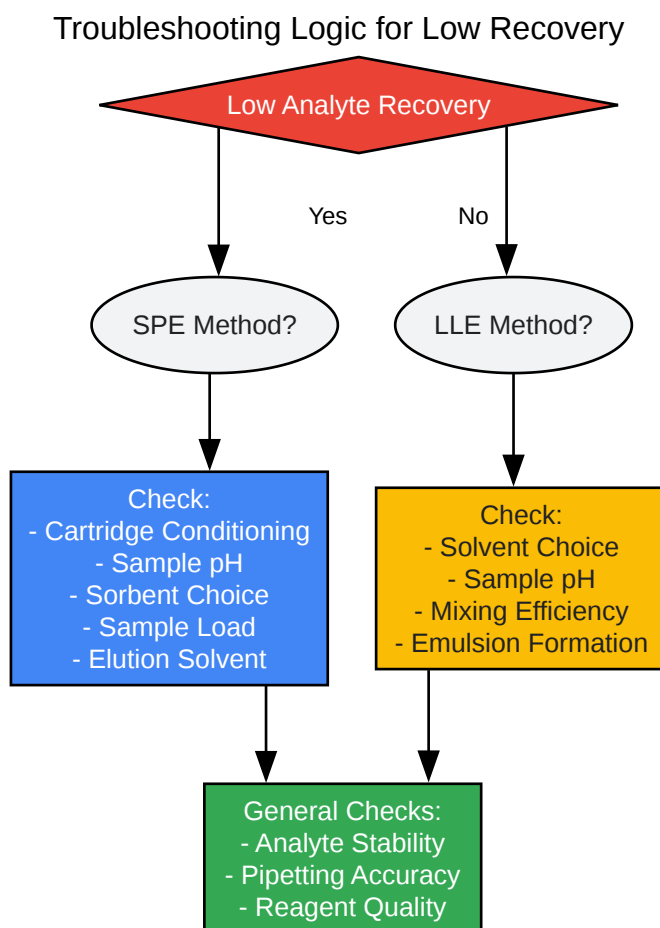 Troubleshooting Logic for Low Recovery
Low Analyte Recovery
Yes
No
SPE Method?
LLE Method?
Check:
- Cartridge Conditioning
- Sample pH
- Sorbent Choice
- Sample Load
- Elution Solvent
Check:
- Solvent Choice
- Sample pH
- Mixing Efficiency
- Emulsion Formation
General Checks:
- Analyte Stability
- Pipetting Accuracy
- Reagent Quality